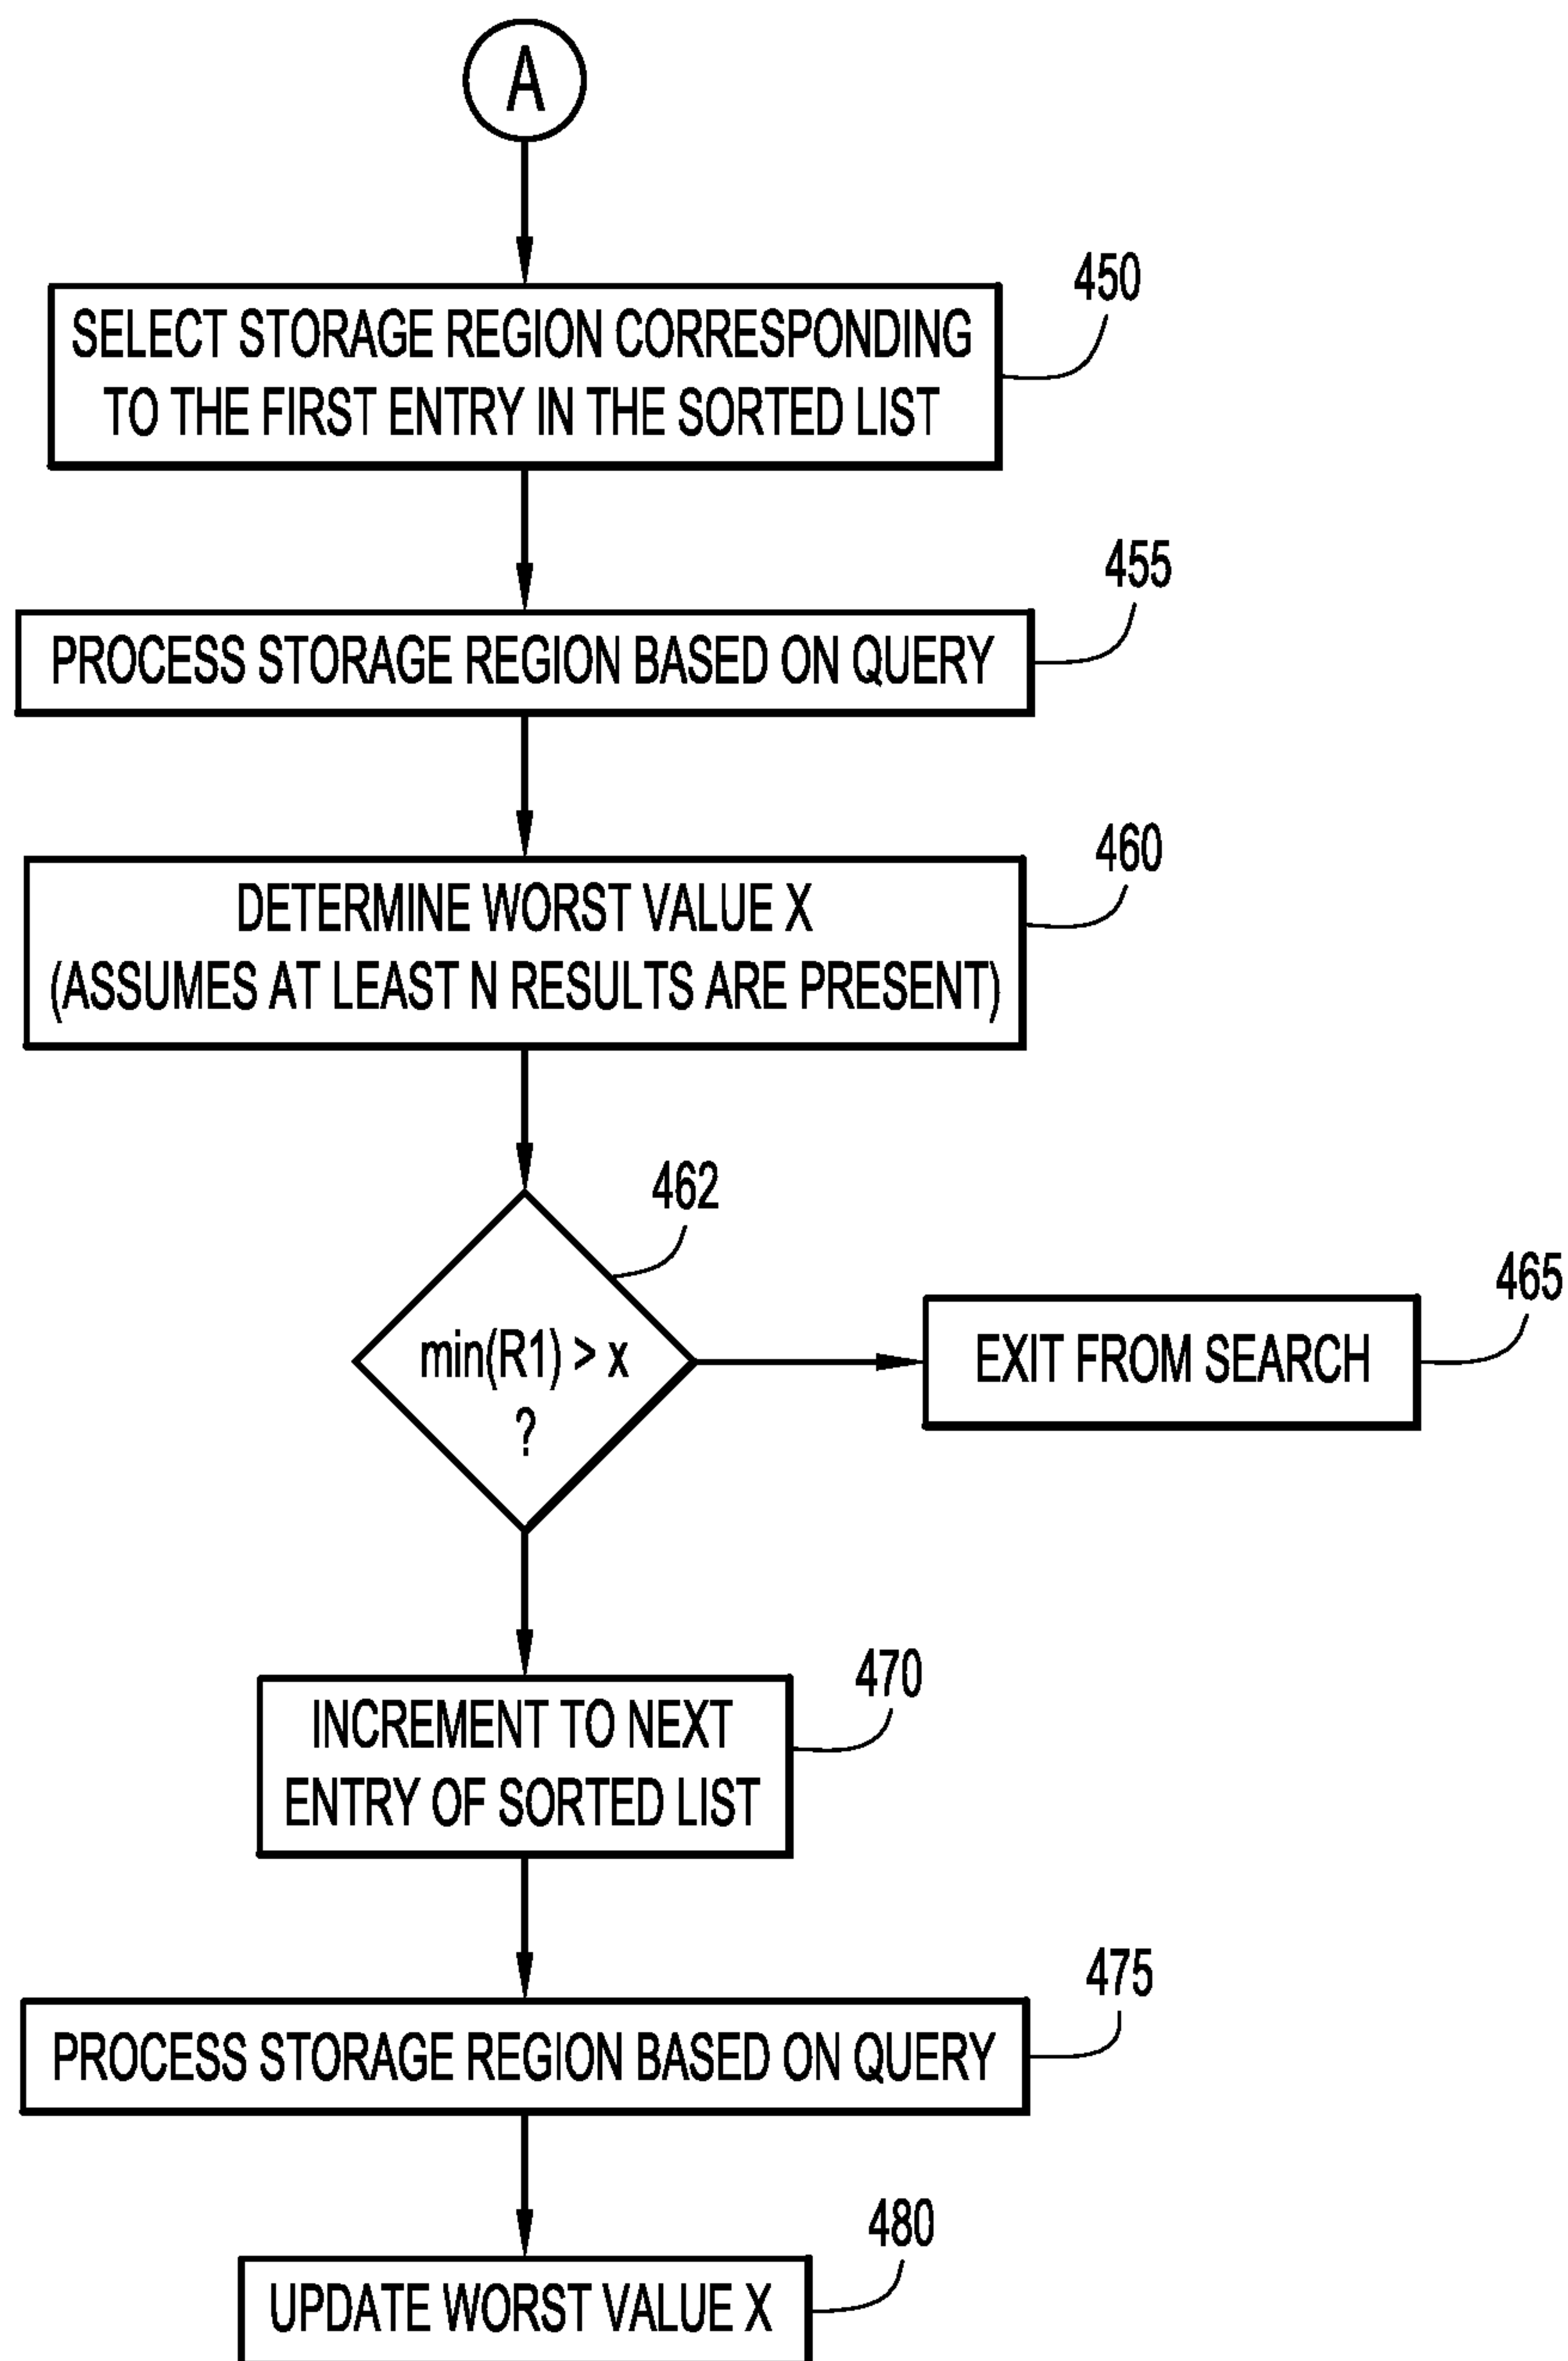 A
450
SELECT STORAGE REGION CORRESPONDING
TO THE FIRST ENTRY IN THE SORTED LIST
455
PROCESS STORAGE REGION BASED ON QUERY
460
DETERMINE WORST VALUE X
(ASSUMES AT LEAST N RESULTS ARE PRESENT)
462
min(R1) > x
?
465
EXIT FROM SEARCH
470
INCREMENT TO NEXT
ENTRY OF SORTED LIST
475
PROCESS STORAGE REGION BASED ON QUERY
480
UPDATE WORST VALUE X